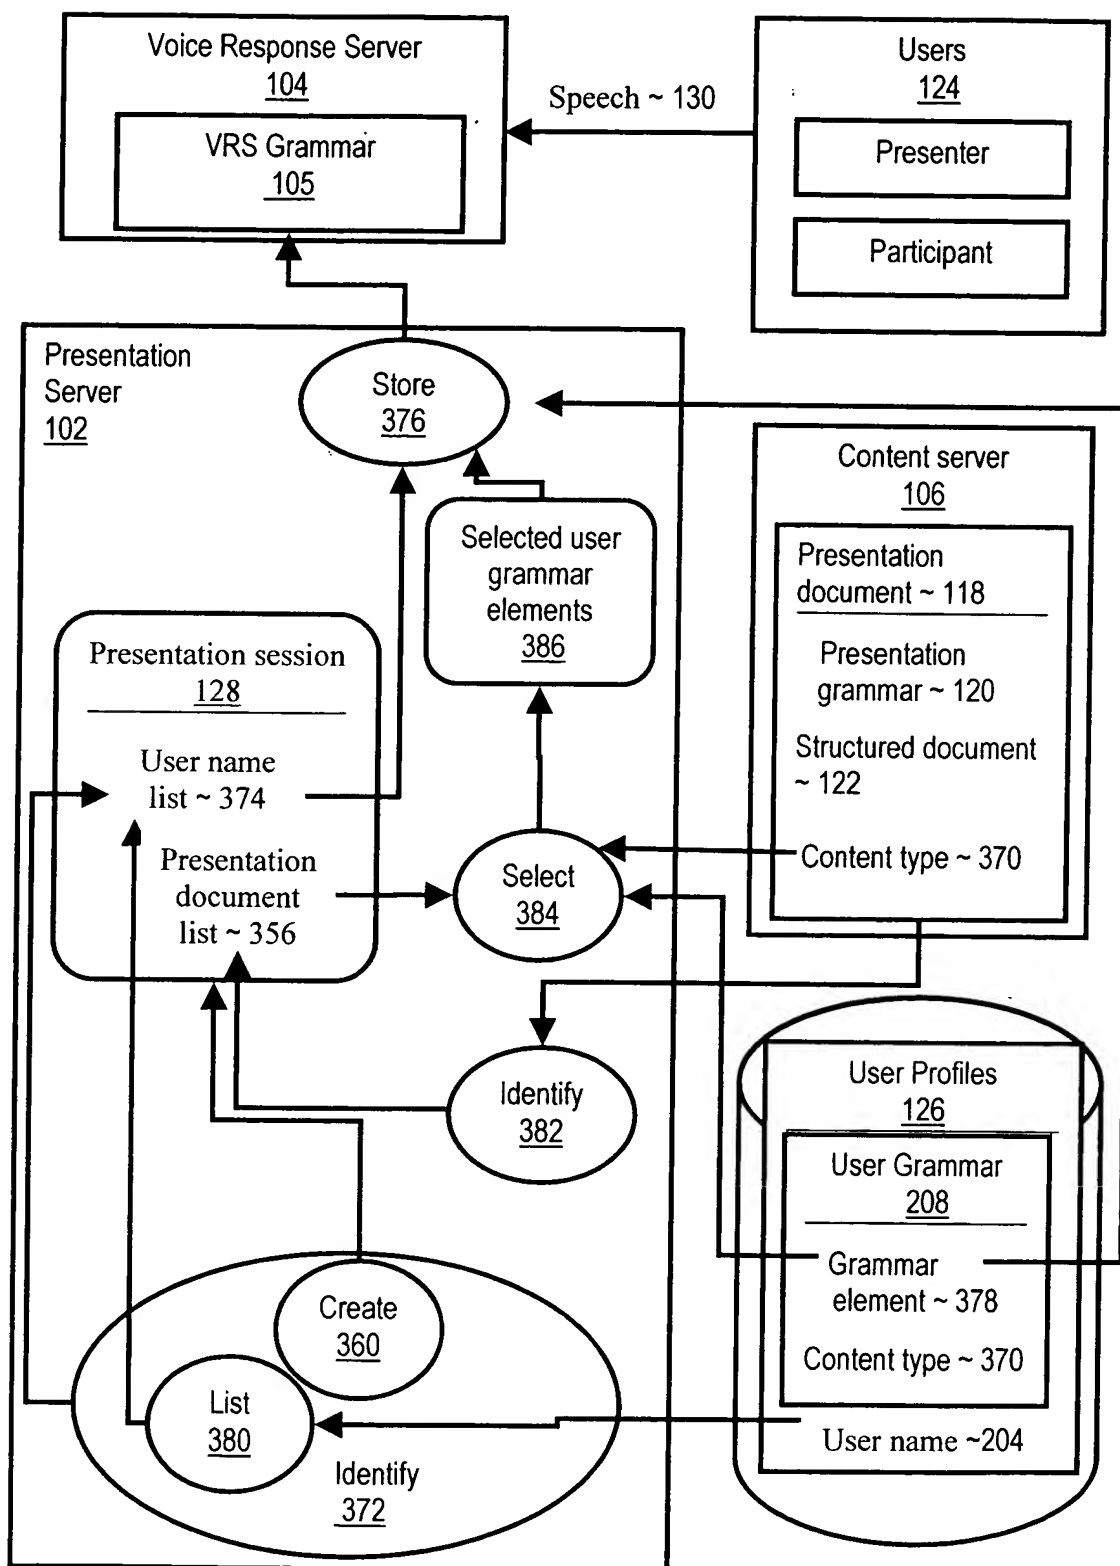 Voice Response Server
104
VRS Grammar
105
Speech ~ 130
Users
124
Presenter
Participant
Presentation
Server
102
Store
376
Content server
106
Selected user
grammar
elements
386
Presentation
document ~ 118
Presentation
grammar ~ 120
Structured document
~ 122
Content type ~ 370
Presentation session
128
User name
list ~ 374
Presentation
document
list ~ 356
Select
384
Identify
382
User Profiles
126
User Grammar
208
Grammar
element ~ 378
Content type ~ 370
User name ~204
Create
360
List
380
Identify
372